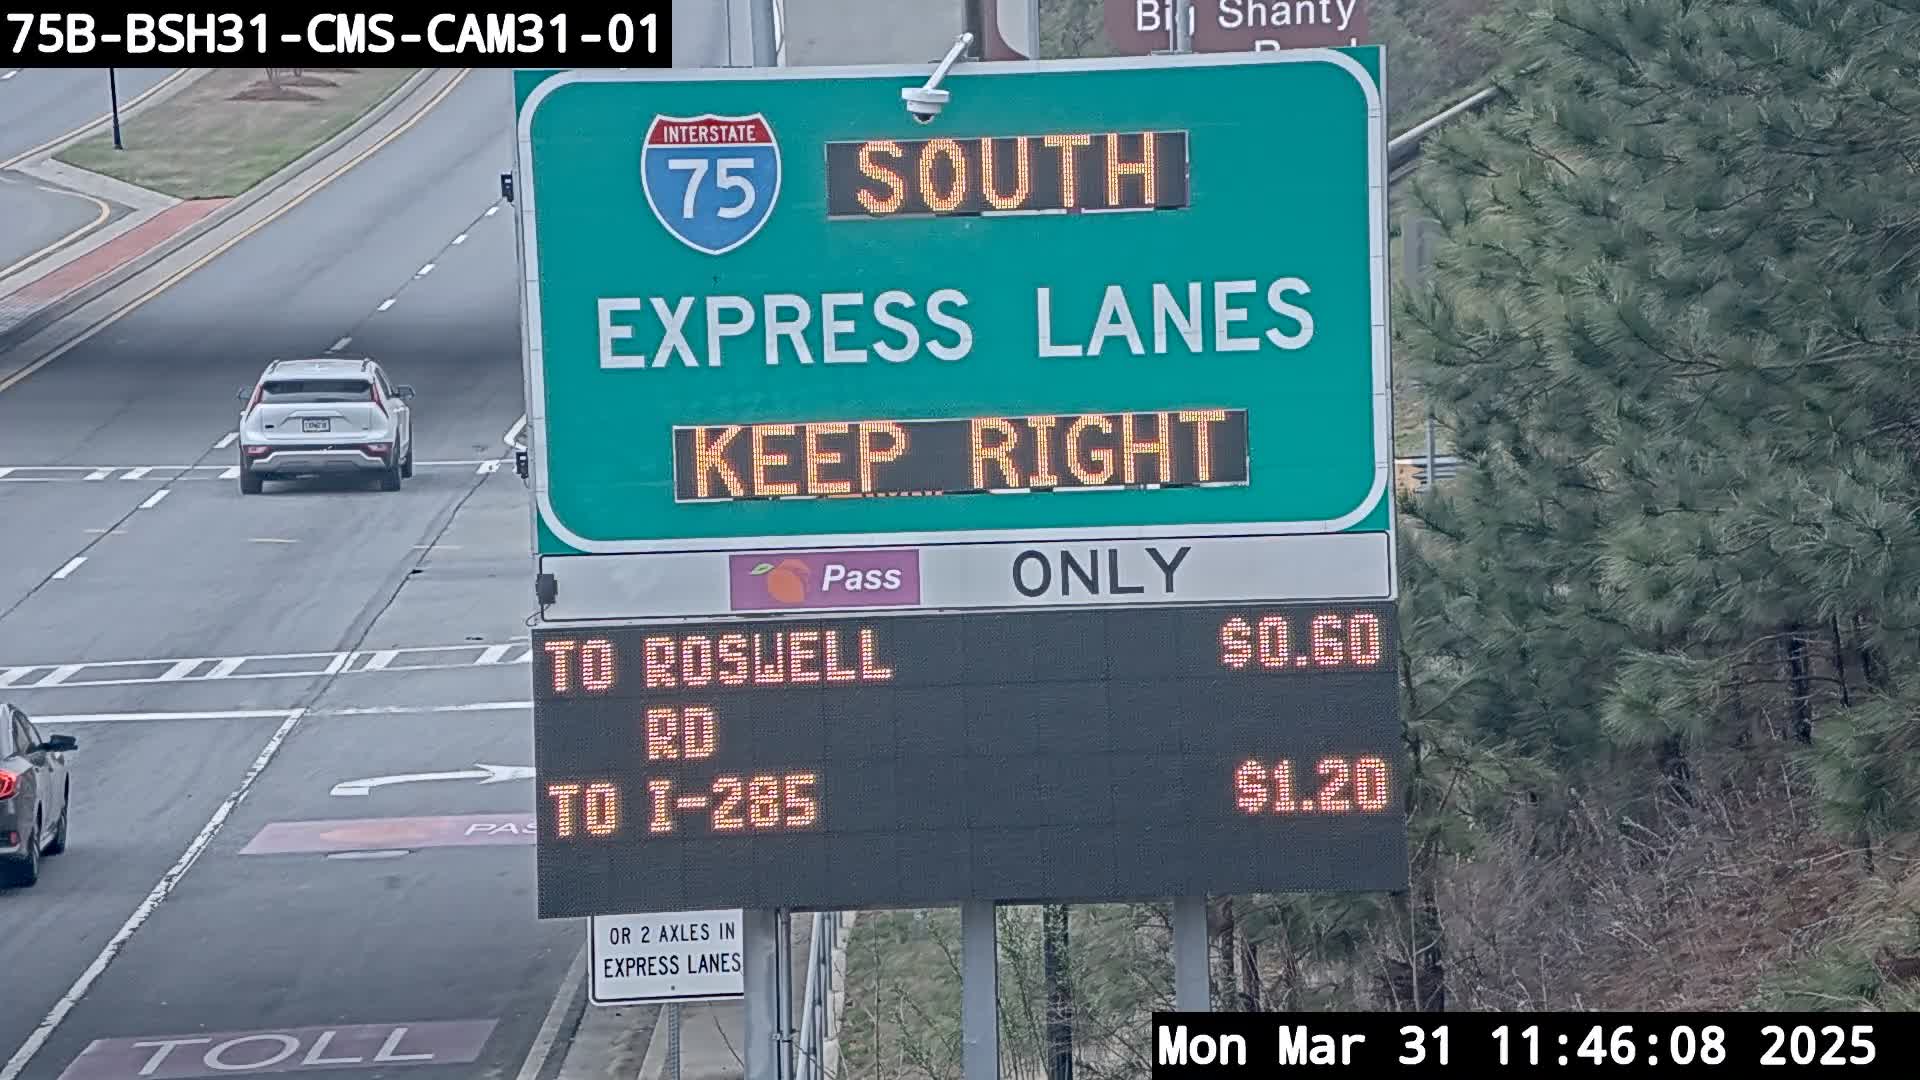 75B-BSH31-CMS-CAM31-01
Big Shanty
INTERSTATE
75
SOUTH
EXPRESS LANES
KEEP RIGHT
Pass
ONLY
TO ROSWELL $0.60
RD
TO I-285 $1.20
OR 2 AXLES IN
EXPRESS LANES
TOLL
Mon Mar 31 11:46:08 2025